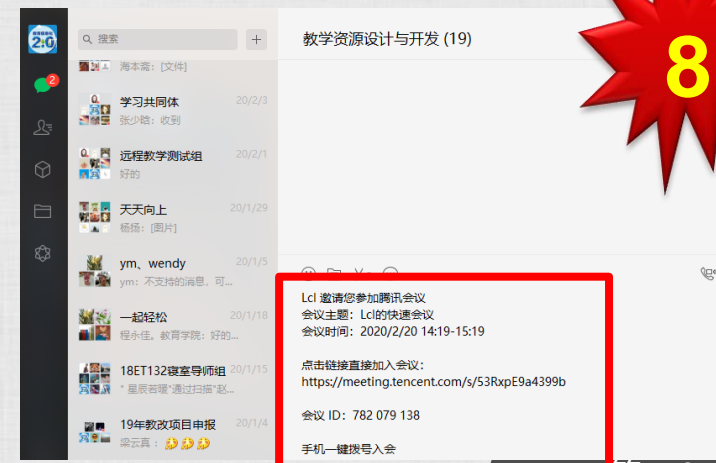 2.0
2
搜索
海本斋: [文件]
学习共同体 20/2/3
张少晗: 收到
远程教学测试组 20/2/1
好的
天天向上 20/1/29
杨扬: [图片]
ym、wendy 20/1/5
ym: 不支持的消息，可...
一起轻松 20/1/18
程永佳。教育学院: 好的...
18ET132寝室导师组 20/1/15
" 星辰若暖"通过扫描"赵...
19年教改项目申报 20/1/4
梁云真:
教学资源设计与开发 (19)
8
Lcl 邀请您参加腾讯会议
会议主题: Lcl的快速会议
会议时间: 2020/2/20 14:19-15:19
点击链接直接加入会议:
https://meeting.tencent.com/s/53RxpE9a4399b
会议 ID: 782 079 138
手机一键拨号入会